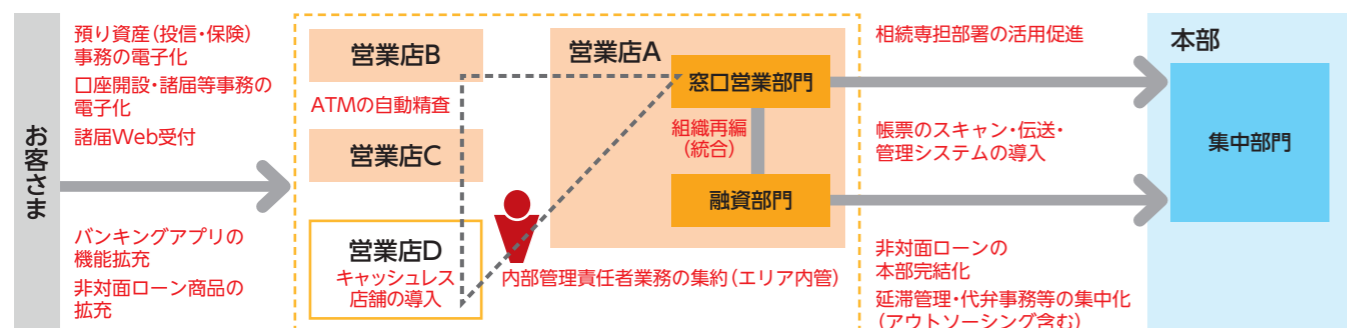 お客さま
預り資産(投信・保険)
事務の電子化
口座開設・諸届等事務の
電子化
諸届Web受付
バンキングアプリの
機能拡充
非対面ローン商品の
拡充
営業店B
ATMの自動精査
営業店C
営業店D
キャッシュレス
店舗の導入
営業店A
窓口営業部門
組織再編
(統合)
融資部門
内部管理責任者業務の集約(エリア内管)
相続専担部署の活用促進
帳票のスキャン・伝送・
管理システムの導入
非対面ローンの
本部完結化
延滞管理・代弁事務等の集中化
(アウトソーシング含む)
本部
集中部門